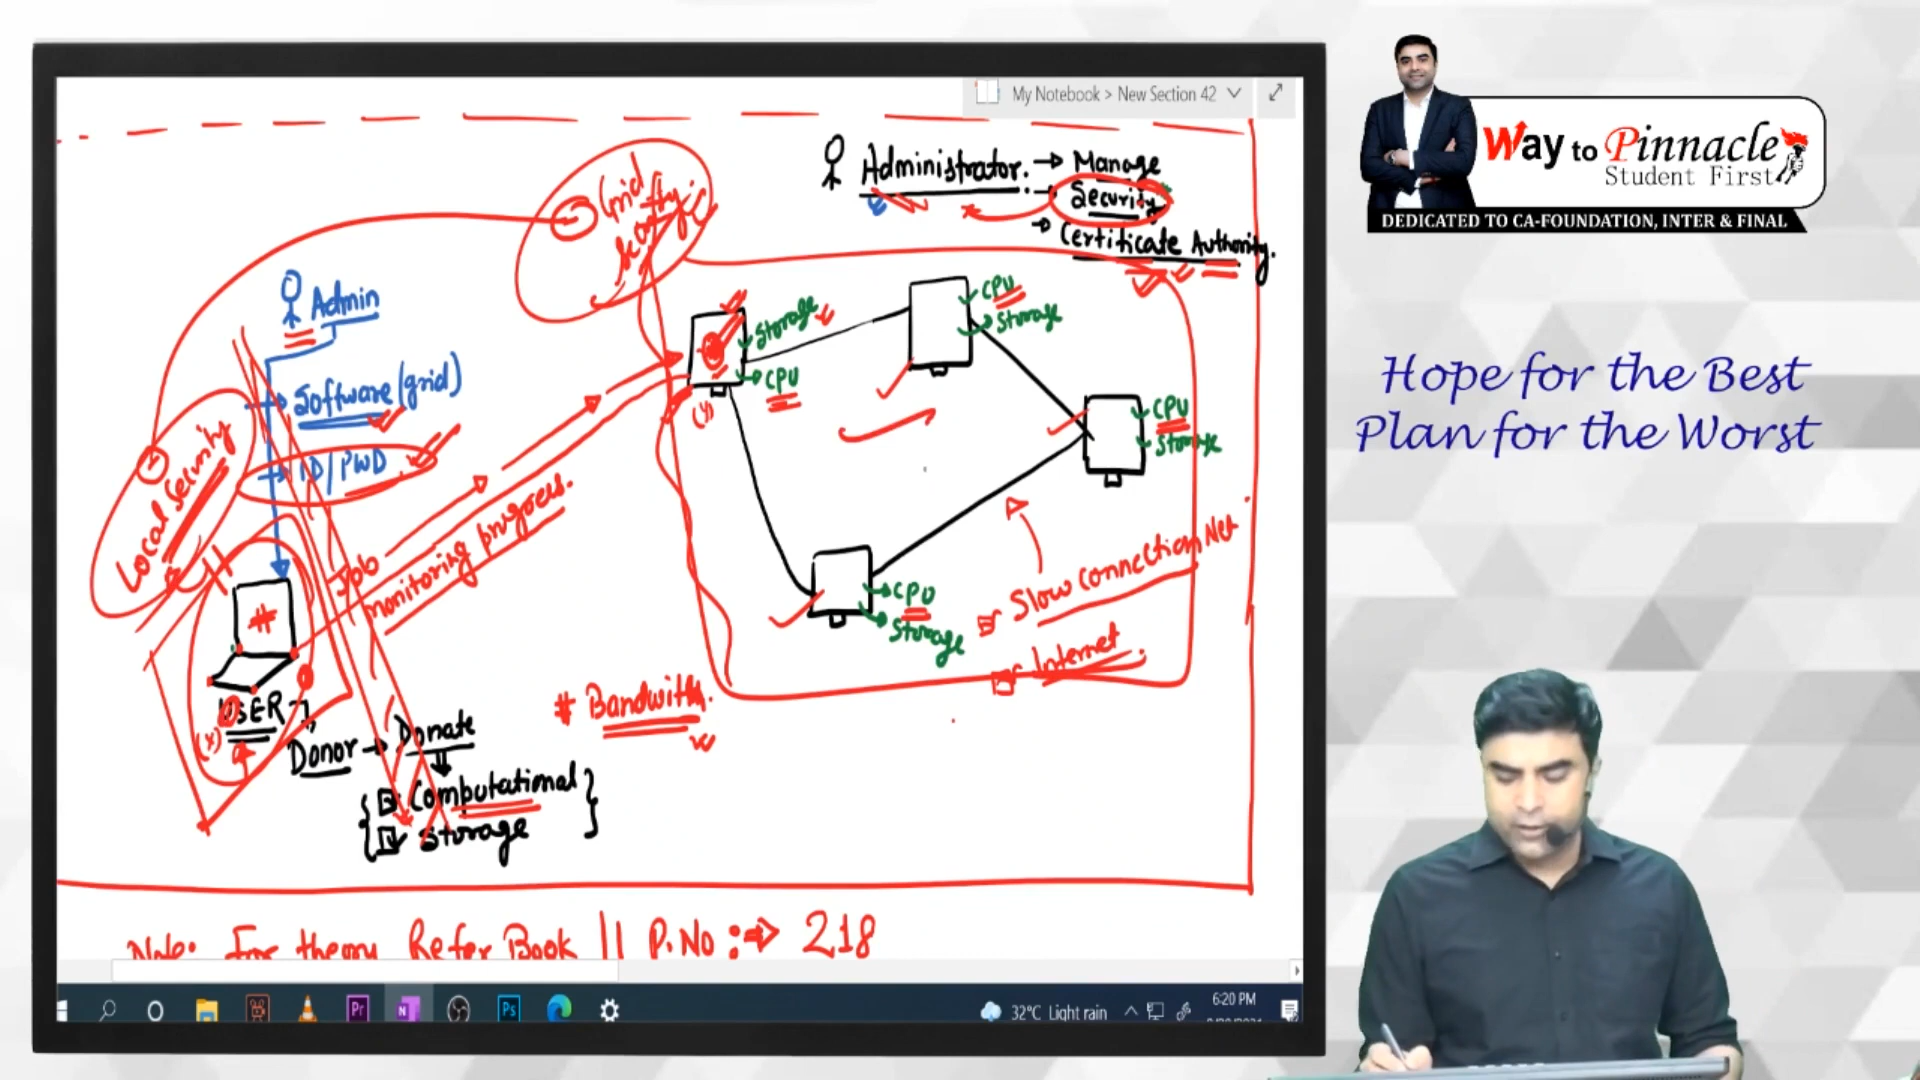 My Notebook > New Section 42
Administrator. → Manage
→ Security
→ Certificate Authority.
Grid
Security
Admin
Software (grid)
ID/PWD
Local Security
Storage
CPU
(Y)
CPU
Storage
CPU
Storage
CPU
Storage
Job
monitoring progress.
Slow connection Net
Internet
# Bandwith.
#
USER
(X)
Donor → Donate
Computational
Storage
Note: For theory Refer Book || P.No :→ 218
32°C Light rain
6:20 PM
Pr
N
Ps
Way to Pinnacle
Student First
DEDICATED TO CA-FOUNDATION, INTER & FINAL
Hope for the Best
Plan for the Worst